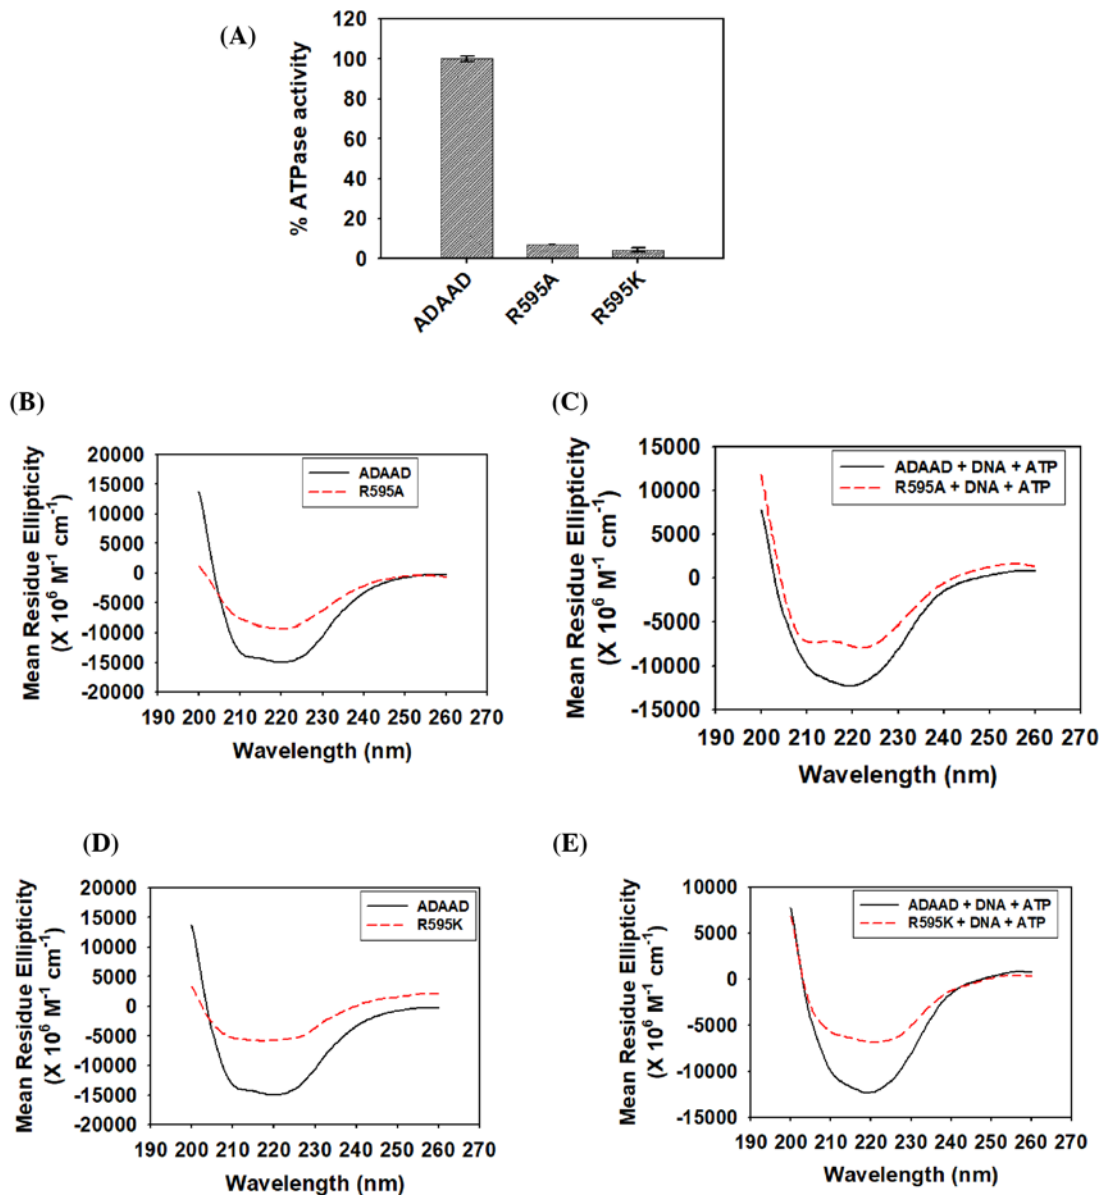 (A)
% ATPase activity
120
100
80
60
40
20
0
ADAAD
R595A
R595K
(B)
Mean Residue Ellipticity
(X 10⁶ M⁻¹ cm⁻¹)
20000
15000
10000
5000
0
-5000
-10000
-15000
-20000
ADAAD
R595A
190 200 210 220 230 240 250 260 270
Wavelength (nm)
(C)
Mean Residue Ellipticity
(X 10⁶ M⁻¹ cm⁻¹)
15000
10000
5000
0
-5000
-10000
-15000
ADAAD + DNA + ATP
R595A + DNA + ATP
190 200 210 220 230 240 250 260 270
Wavelength (nm)
(D)
Mean Residue Ellipticity
(X 10⁶ M⁻¹ cm⁻¹)
20000
15000
10000
5000
0
-5000
-10000
-15000
-20000
ADAAD
R595K
190 200 210 220 230 240 250 260 270
Wavelength (nm)
(E)
Mean Residue Ellipticity
(X 10⁶ M⁻¹ cm⁻¹)
10000
5000
0
-5000
-10000
-15000
ADAAD + DNA + ATP
R595K + DNA + ATP
190 200 210 220 230 240 250 260 270
Wavelength (nm)